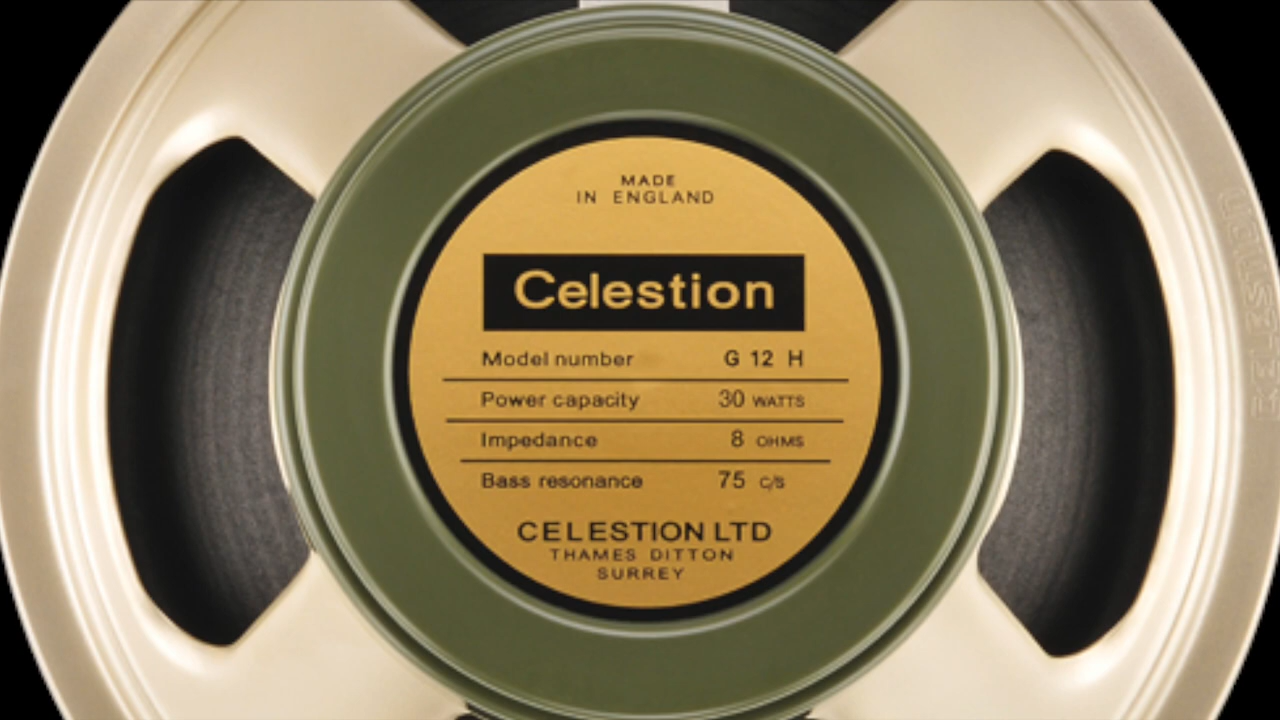 MADE
IN ENGLAND
Celestion
Model number G 12 H
Power capacity 30 WATTS
Impedance 8 OHMS
Bass resonance 75 C/S
CELESTION LTD
THAMES DITTON
SURREY